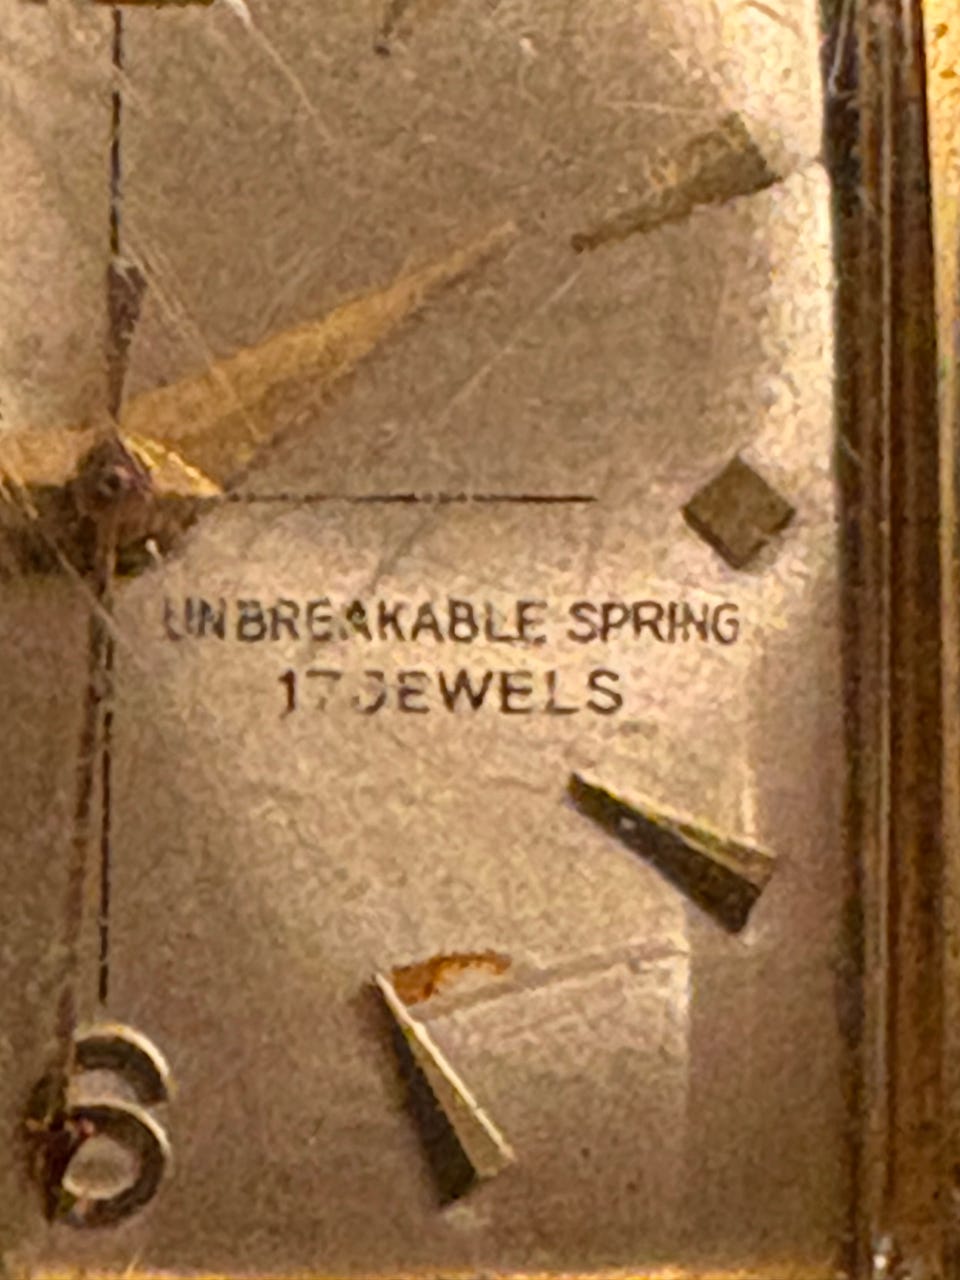 UNBREAKABLE SPRING
17 JEWELS
6